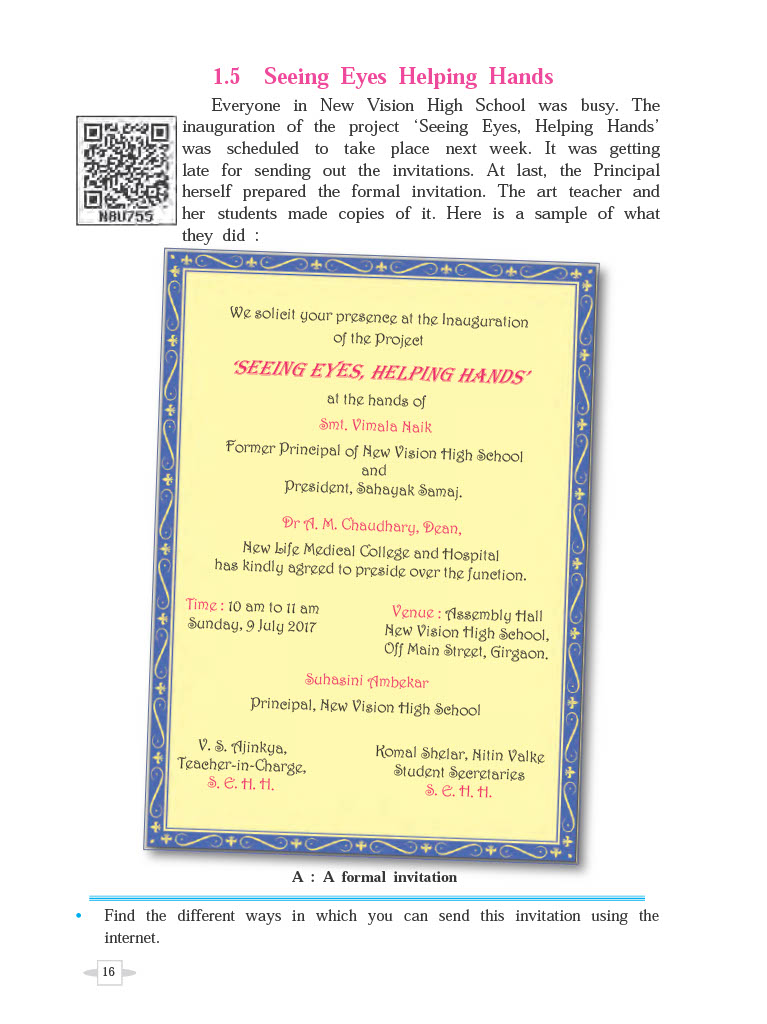 1.5 Seeing Eyes Helping Hands
Everyone in New Vision High School was busy. The
inauguration of the project ‘Seeing Eyes, Helping Hands’
was scheduled to take place next week. It was getting
late for sending out the invitations. At last, the Principal
herself prepared the formal invitation. The art teacher and
her students made copies of it. Here is a sample of what
they did :
N8U755
We solicit your presence at the Inauguration
of the Project
‘SEEING EYES, HELPING HANDS’
at the hands of
Smt. Vimala Naik
Former Principal of New Vision High School
and
President, Sahayak Samaj.
Dr A. M. Chaudhary, Dean,
New Life Medical College and Hospital
has kindly agreed to preside over the function.
Time : 10 am to 11 am
Sunday, 9 July 2017
Venue : Assembly Hall
New Vision High School,
Off Main Street, Girgaon.
Suhasini Ambekar
Principal, New Vision High School
V. S. Ajinkya,
Teacher-in-Charge,
S. E. H. H.
Komal Shelar, Nitin Valke
Student Secretaries
S. E. H. H.
A : A formal invitation
• Find the different ways in which you can send this invitation using the
internet.
16